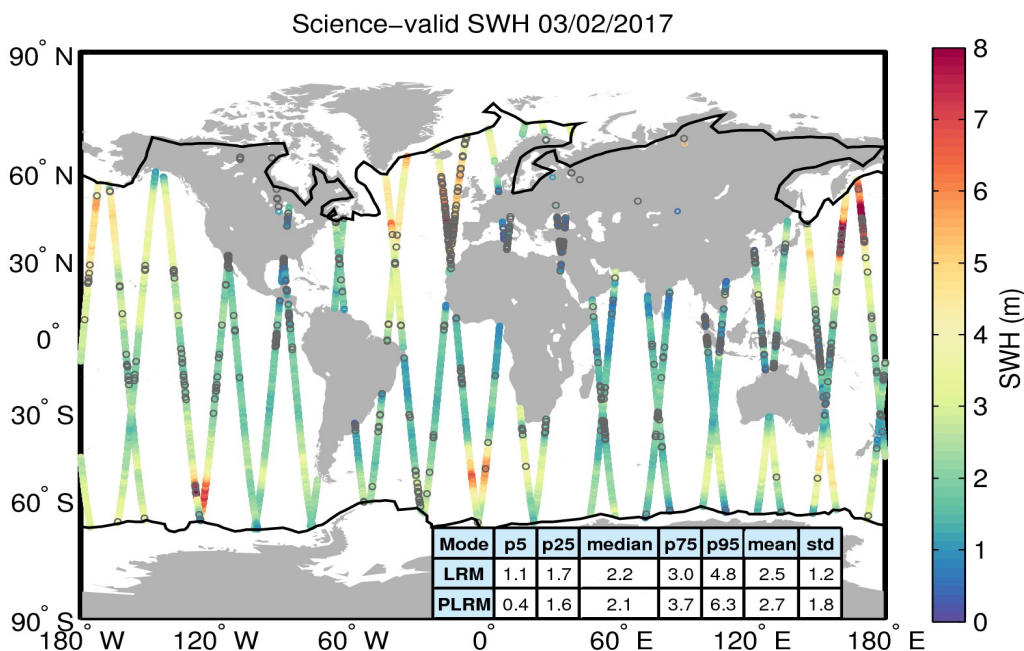 Science−valid SWH 03/02/2017
90° N
60° N
30° N
0°
30° S
60° S
90° S
180° W
120° W
60° W
0°
60° E
120° E
180° E
8
7
6
5
4
3
2
1
0
SWH (m)
Mode p5 p25 median p75 p95 mean std
LRM 1.1 1.7 2.2 3.0 4.8 2.5 1.2
PLRM 0.4 1.6 2.1 3.7 6.3 2.7 1.8